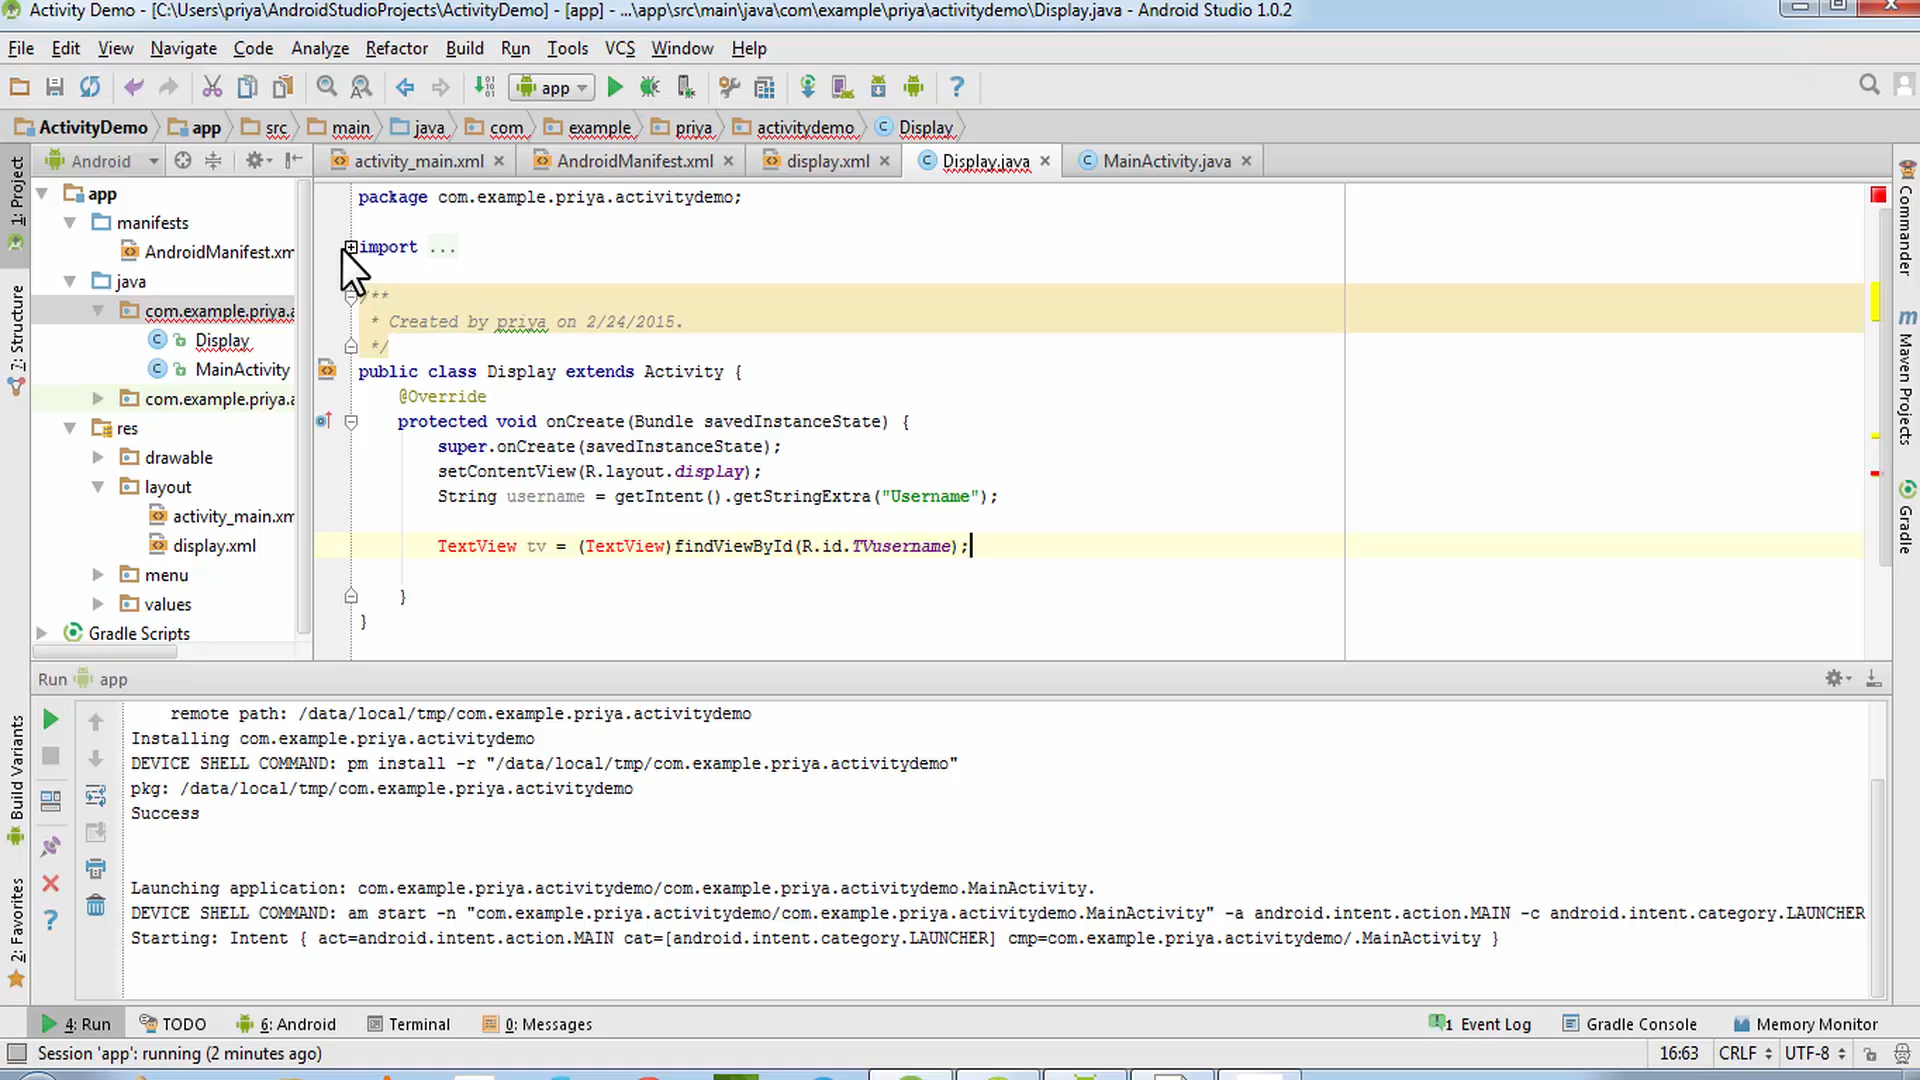 Activity Demo - [C:\Users\priya\AndroidStudioProjects\ActivityDemo] - [app] - ...\app\src\main\java\com\example\priya\activitydemo\Display.java - Android Studio 1.0.2
File Edit View Navigate Code Analyze Refactor Build Run Tools VCS Window Help
app
ActivityDemo app src main java com example priya activitydemo Display
Android activity_main.xml AndroidManifest.xml display.xml Display.java MainActivity.java
1: Project
7: Structure
Build Variants
2: Favorites
app
manifests
AndroidManifest.xm
java
com.example.priya.a
Display
MainActivity
com.example.priya.a
res
drawable
layout
activity_main.xm
display.xml
menu
values
Gradle Scripts
package com.example.priya.activitydemo;
import ...
/**
* Created by priya on 2/24/2015.
*/
public class Display extends Activity {
@Override
protected void onCreate(Bundle savedInstanceState) {
super.onCreate(savedInstanceState);
setContentView(R.layout.display);
String username = getIntent().getStringExtra("Username");
TextView tv = (TextView)findViewById(R.id.TVusername);
}
}
Commander
Maven Projects
Gradle
Run app
remote path: /data/local/tmp/com.example.priya.activitydemo
Installing com.example.priya.activitydemo
DEVICE SHELL COMMAND: pm install -r "/data/local/tmp/com.example.priya.activitydemo"
pkg: /data/local/tmp/com.example.priya.activitydemo
Success
Launching application: com.example.priya.activitydemo/com.example.priya.activitydemo.MainActivity.
DEVICE SHELL COMMAND: am start -n "com.example.priya.activitydemo/com.example.priya.activitydemo.MainActivity" -a android.intent.action.MAIN -c android.intent.category.LAUNCHER
Starting: Intent { act=android.intent.action.MAIN cat=[android.intent.category.LAUNCHER] cmp=com.example.priya.activitydemo/.MainActivity }
4: Run TODO 6: Android Terminal 0: Messages 1 Event Log Gradle Console Memory Monitor
Session 'app': running (2 minutes ago) 16:63 CRLF UTF-8